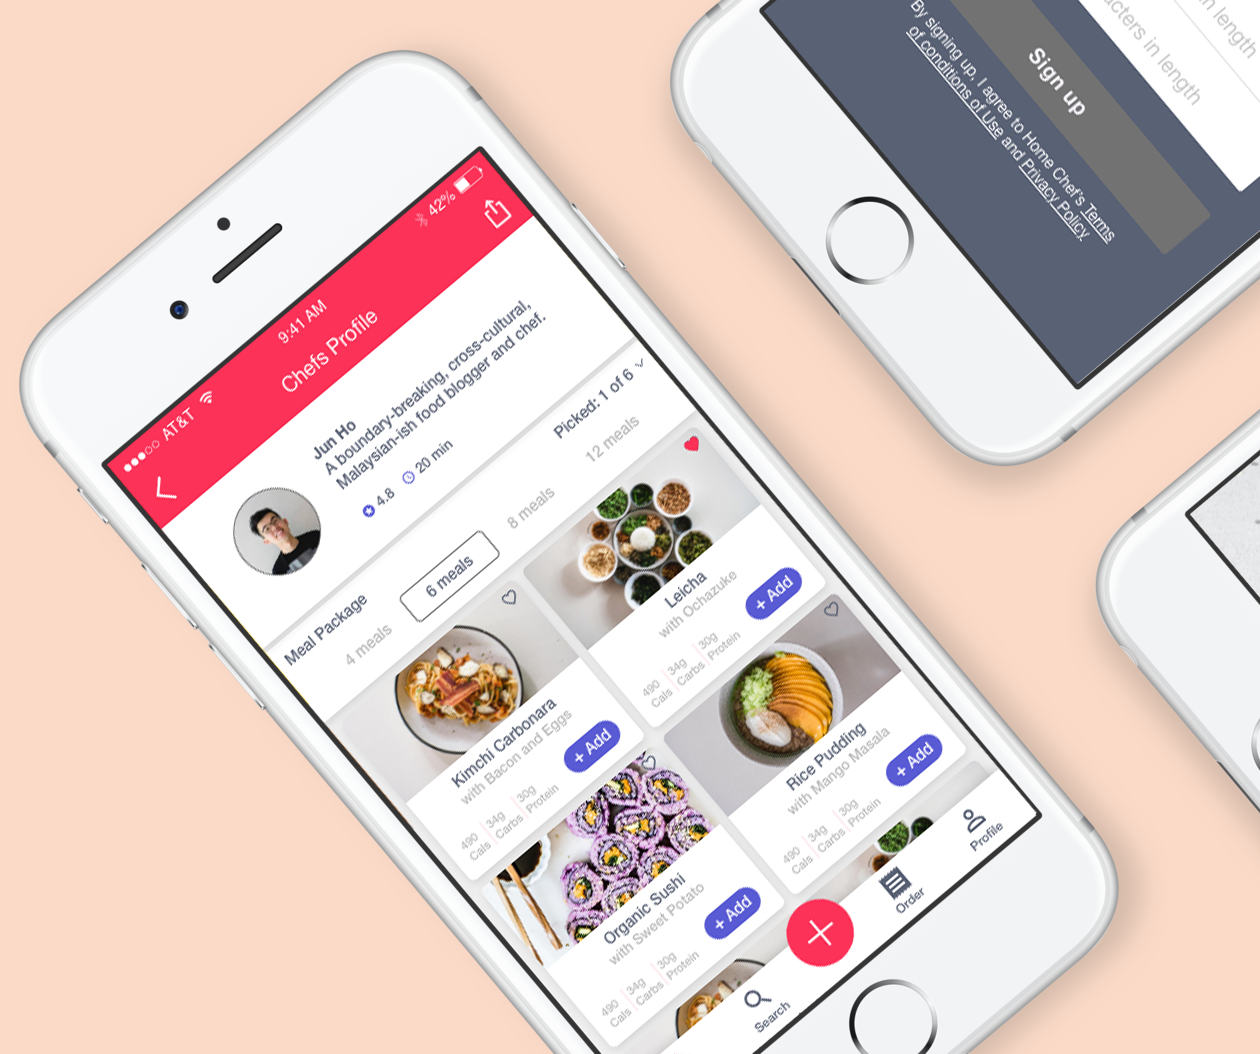 AT&T
9:41 AM
42%
Chefs Profile
Jun Ho
A boundary-breaking, cross-cultural,
Malaysian-ish food blogger and chef.
4.8
20 min
Meal Package
Picked: 1 of 6
4 meals
6 meals
8 meals
12 meals
Kimchi Carbonara
with Bacon and Eggs
490
Cals
34g
Carbs
30g
Protein
+ Add
Leicha
with Ochazuke
490
Cals
34g
Carbs
30g
Protein
+ Add
Organic Sushi
with Sweet Potato
490
Cals
34g
Carbs
30g
Protein
+ Add
Rice Pudding
with Mango Masala
490
Cals
34g
Carbs
30g
Protein
+ Add
Search
Order
Profile
n length
acters in length
Sign up
By signing up, I agree to Home Chef's Terms
of conditions of Use and Privacy Policy